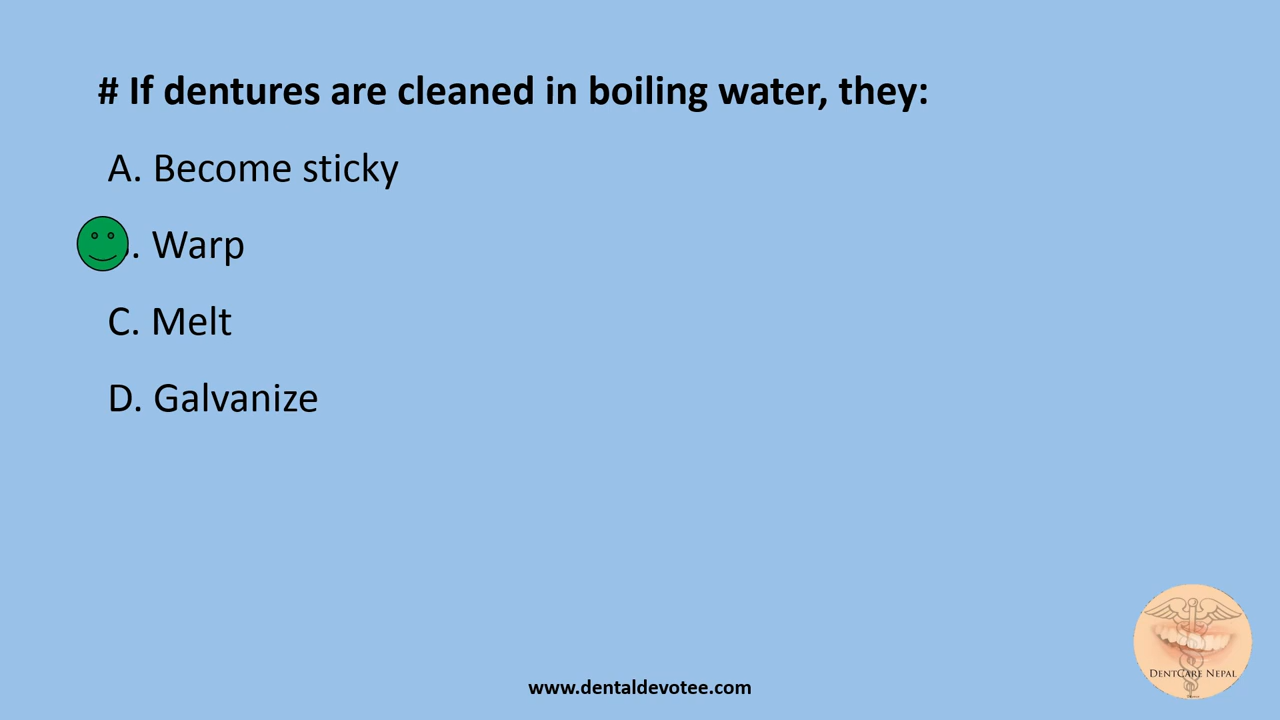 # If dentures are cleaned in boiling water, they:
A. Become sticky
. Warp
C. Melt
D. Galvanize
DentCare Nepal
www.dentaldevotee.com